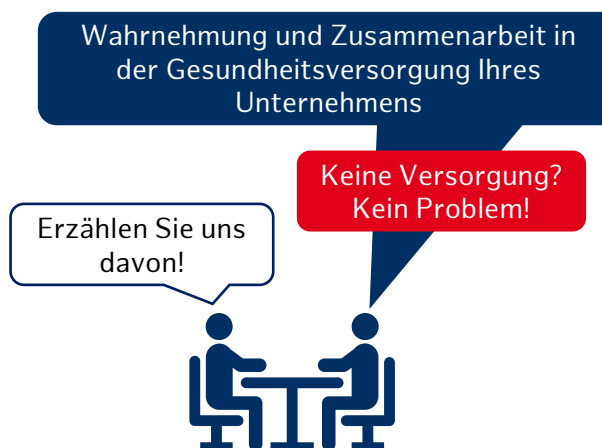 Wahrnehmung und Zusammenarbeit in
der Gesundheitsversorgung Ihres
Unternehmens
Keine Versorgung?
Kein Problem!
Erzählen Sie uns
davon!